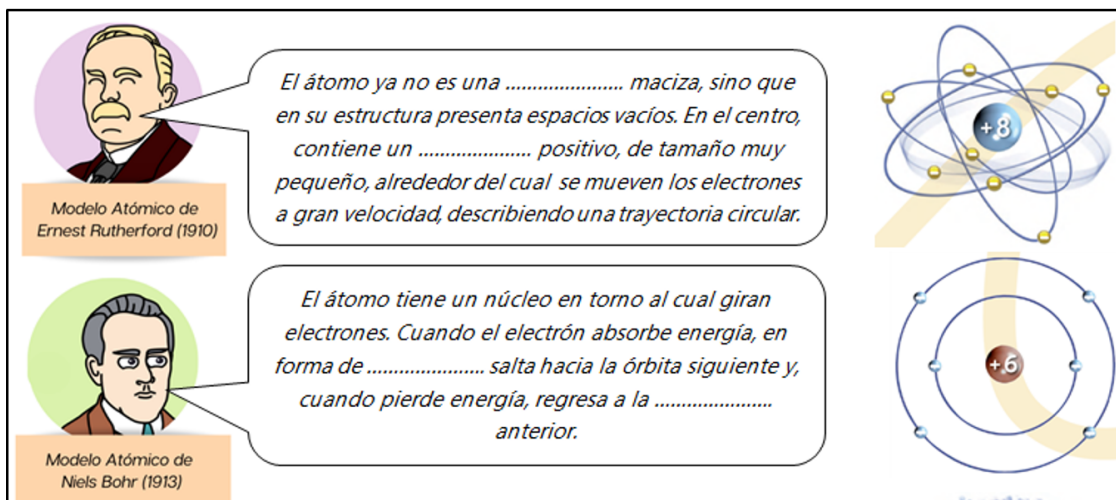 El átomo ya no es una ...................... maciza, sino que
en su estructura presenta espacios vacíos. En el centro,
contiene un ..................... positivo, de tamaño muy
pequeño, alrededor del cual se mueven los electrones
a gran velocidad, describiendo una trayectoria circular.
+8
Modelo Atómico de
Ernest Rutherford (1910)
El átomo tiene un núcleo en torno al cual giran
electrones. Cuando el electrón absorbe energía, en
forma de ...................... salta hacia la órbita siguiente y,
cuando pierde energía, regresa a la ......................
anterior.
+6
Modelo Atómico de
Niels Bohr (1913)